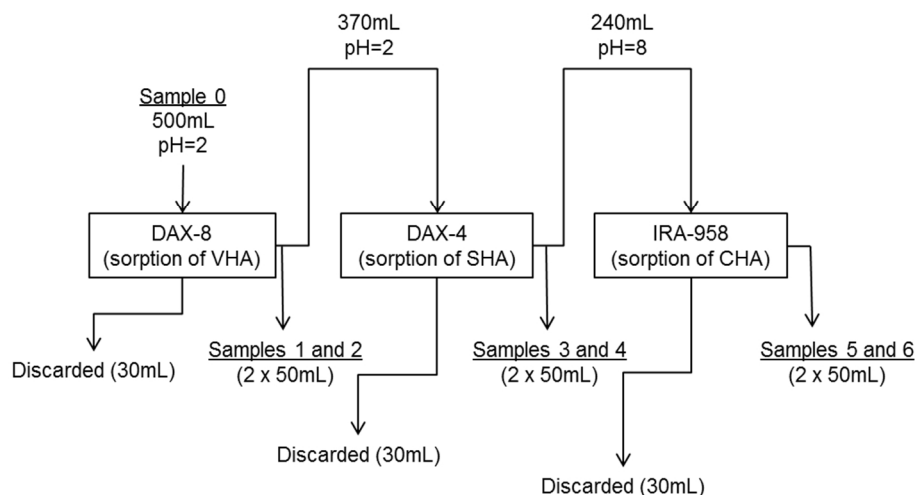 370mL
pH=2
240mL
pH=8
Sample 0
500mL
pH=2
DAX-8
(sorption of VHA)
DAX-4
(sorption of SHA)
IRA-958
(sorption of CHA)
Samples 1 and 2
(2 x 50mL)
Samples 3 and 4
(2 x 50mL)
Samples 5 and 6
(2 x 50mL)
Discarded (30mL)
Discarded (30mL)
Discarded (30mL)